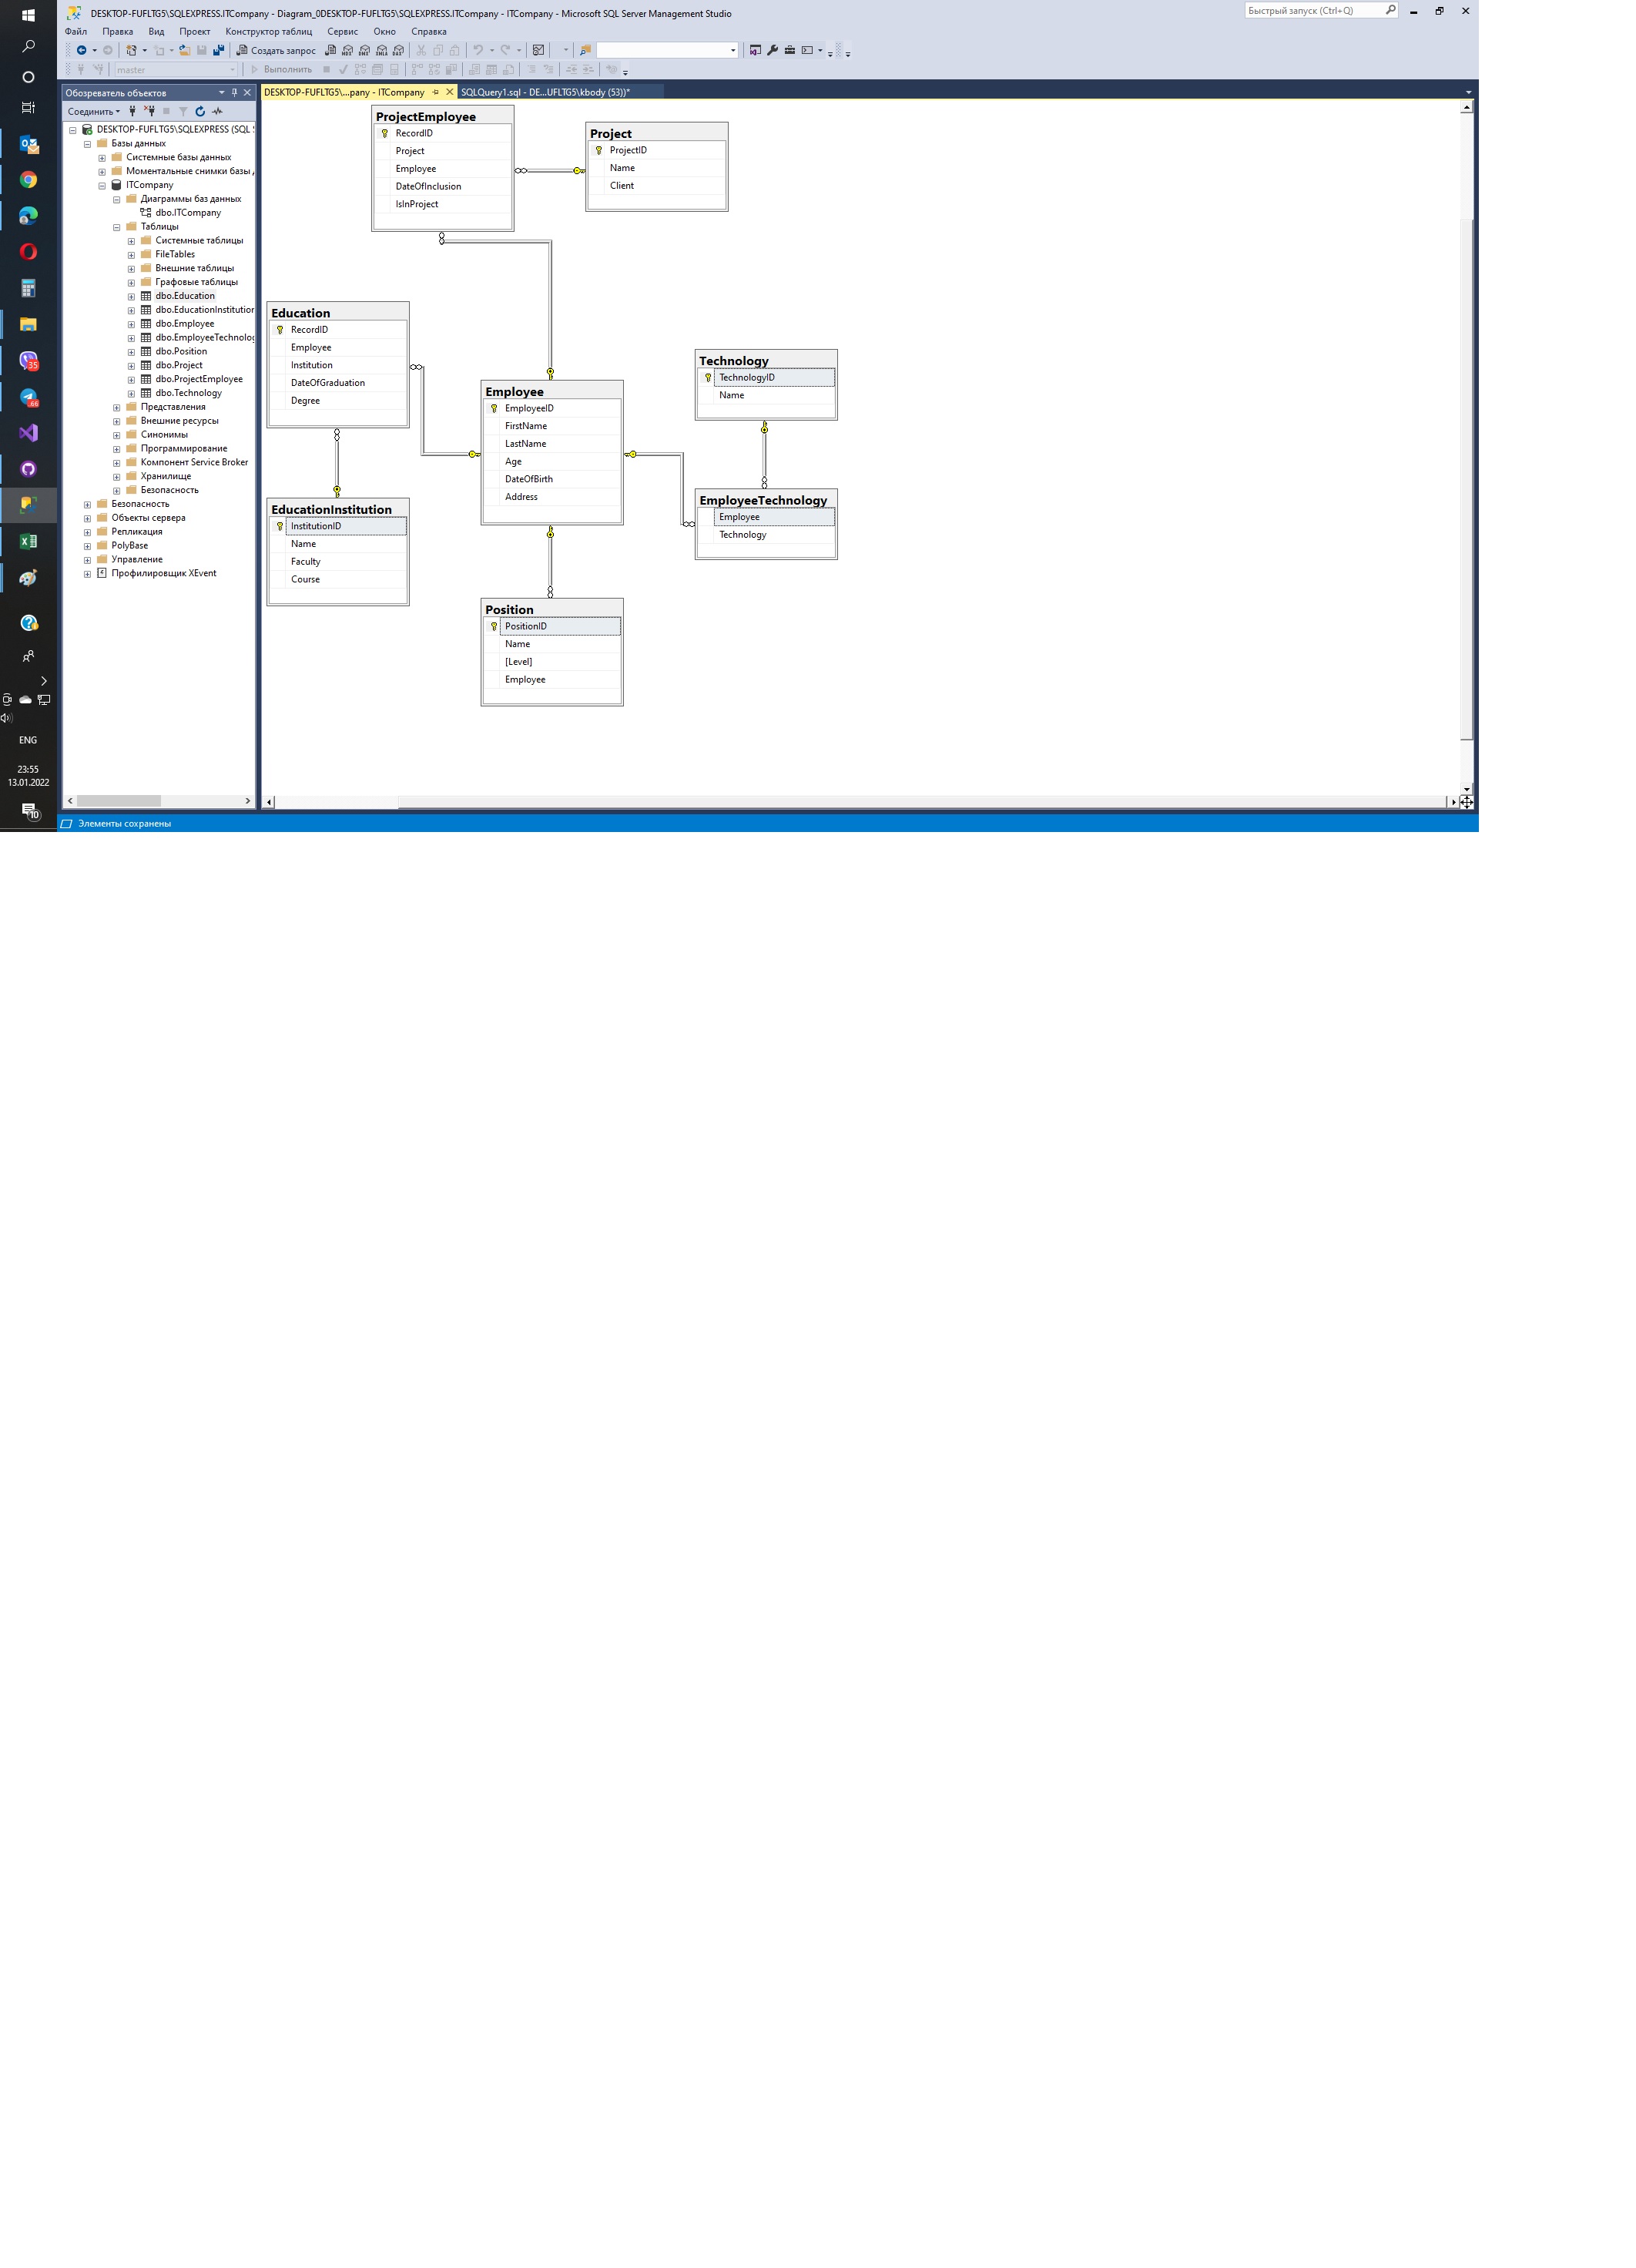 DESKTOP-FUFLTG5\SQLEXPRESS.ITCompany - Diagram_0DESKTOP-FUFLTG5\SQLEXPRESS.ITCompany - ITCompany - Microsoft SQL Server Management Studio
Быстрый запуск (Ctrl+Q)
Файл Правка Вид Проект Конструктор таблиц Сервис Окно Справка
Создать запрос
master Выполнить
Обозреватель объектов
Соединить
DESKTOP-FUFLTG5\SQLEXPRESS (SQL
Базы данных
Системные базы данных
Моментальные снимки базы
ITCompany
Диаграммы баз данных
dbo.ITCompany
Таблицы
Системные таблицы
FileTables
Внешние таблицы
Графовые таблицы
dbo.Education
dbo.EducationInstitution
dbo.Employee
dbo.EmployeeTechnolog
dbo.Position
dbo.Project
dbo.ProjectEmployee
dbo.Technology
Представления
Внешние ресурсы
Синонимы
Программирование
Компонент Service Broker
Хранилище
Безопасность
Безопасность
Объекты сервера
Репликация
PolyBase
Управление
Профилировщик XEvent
DESKTOP-FUFLTG5\...pany - ITCompany
SQLQuery1.sql - DE...UFLTG5\kbody (53))*
ProjectEmployee
RecordID
Project
Employee
DateOfInclusion
IsInProject
Project
ProjectID
Name
Client
Education
RecordID
Employee
Institution
DateOfGraduation
Degree
Employee
EmployeeID
FirstName
LastName
Age
DateOfBirth
Address
Technology
TechnologyID
Name
EmployeeTechnology
Employee
Technology
EducationInstitution
InstitutionID
Name
Faculty
Course
Position
PositionID
Name
[Level]
Employee
35
ENG
23:55
13.01.2022
10
Элементы сохранены